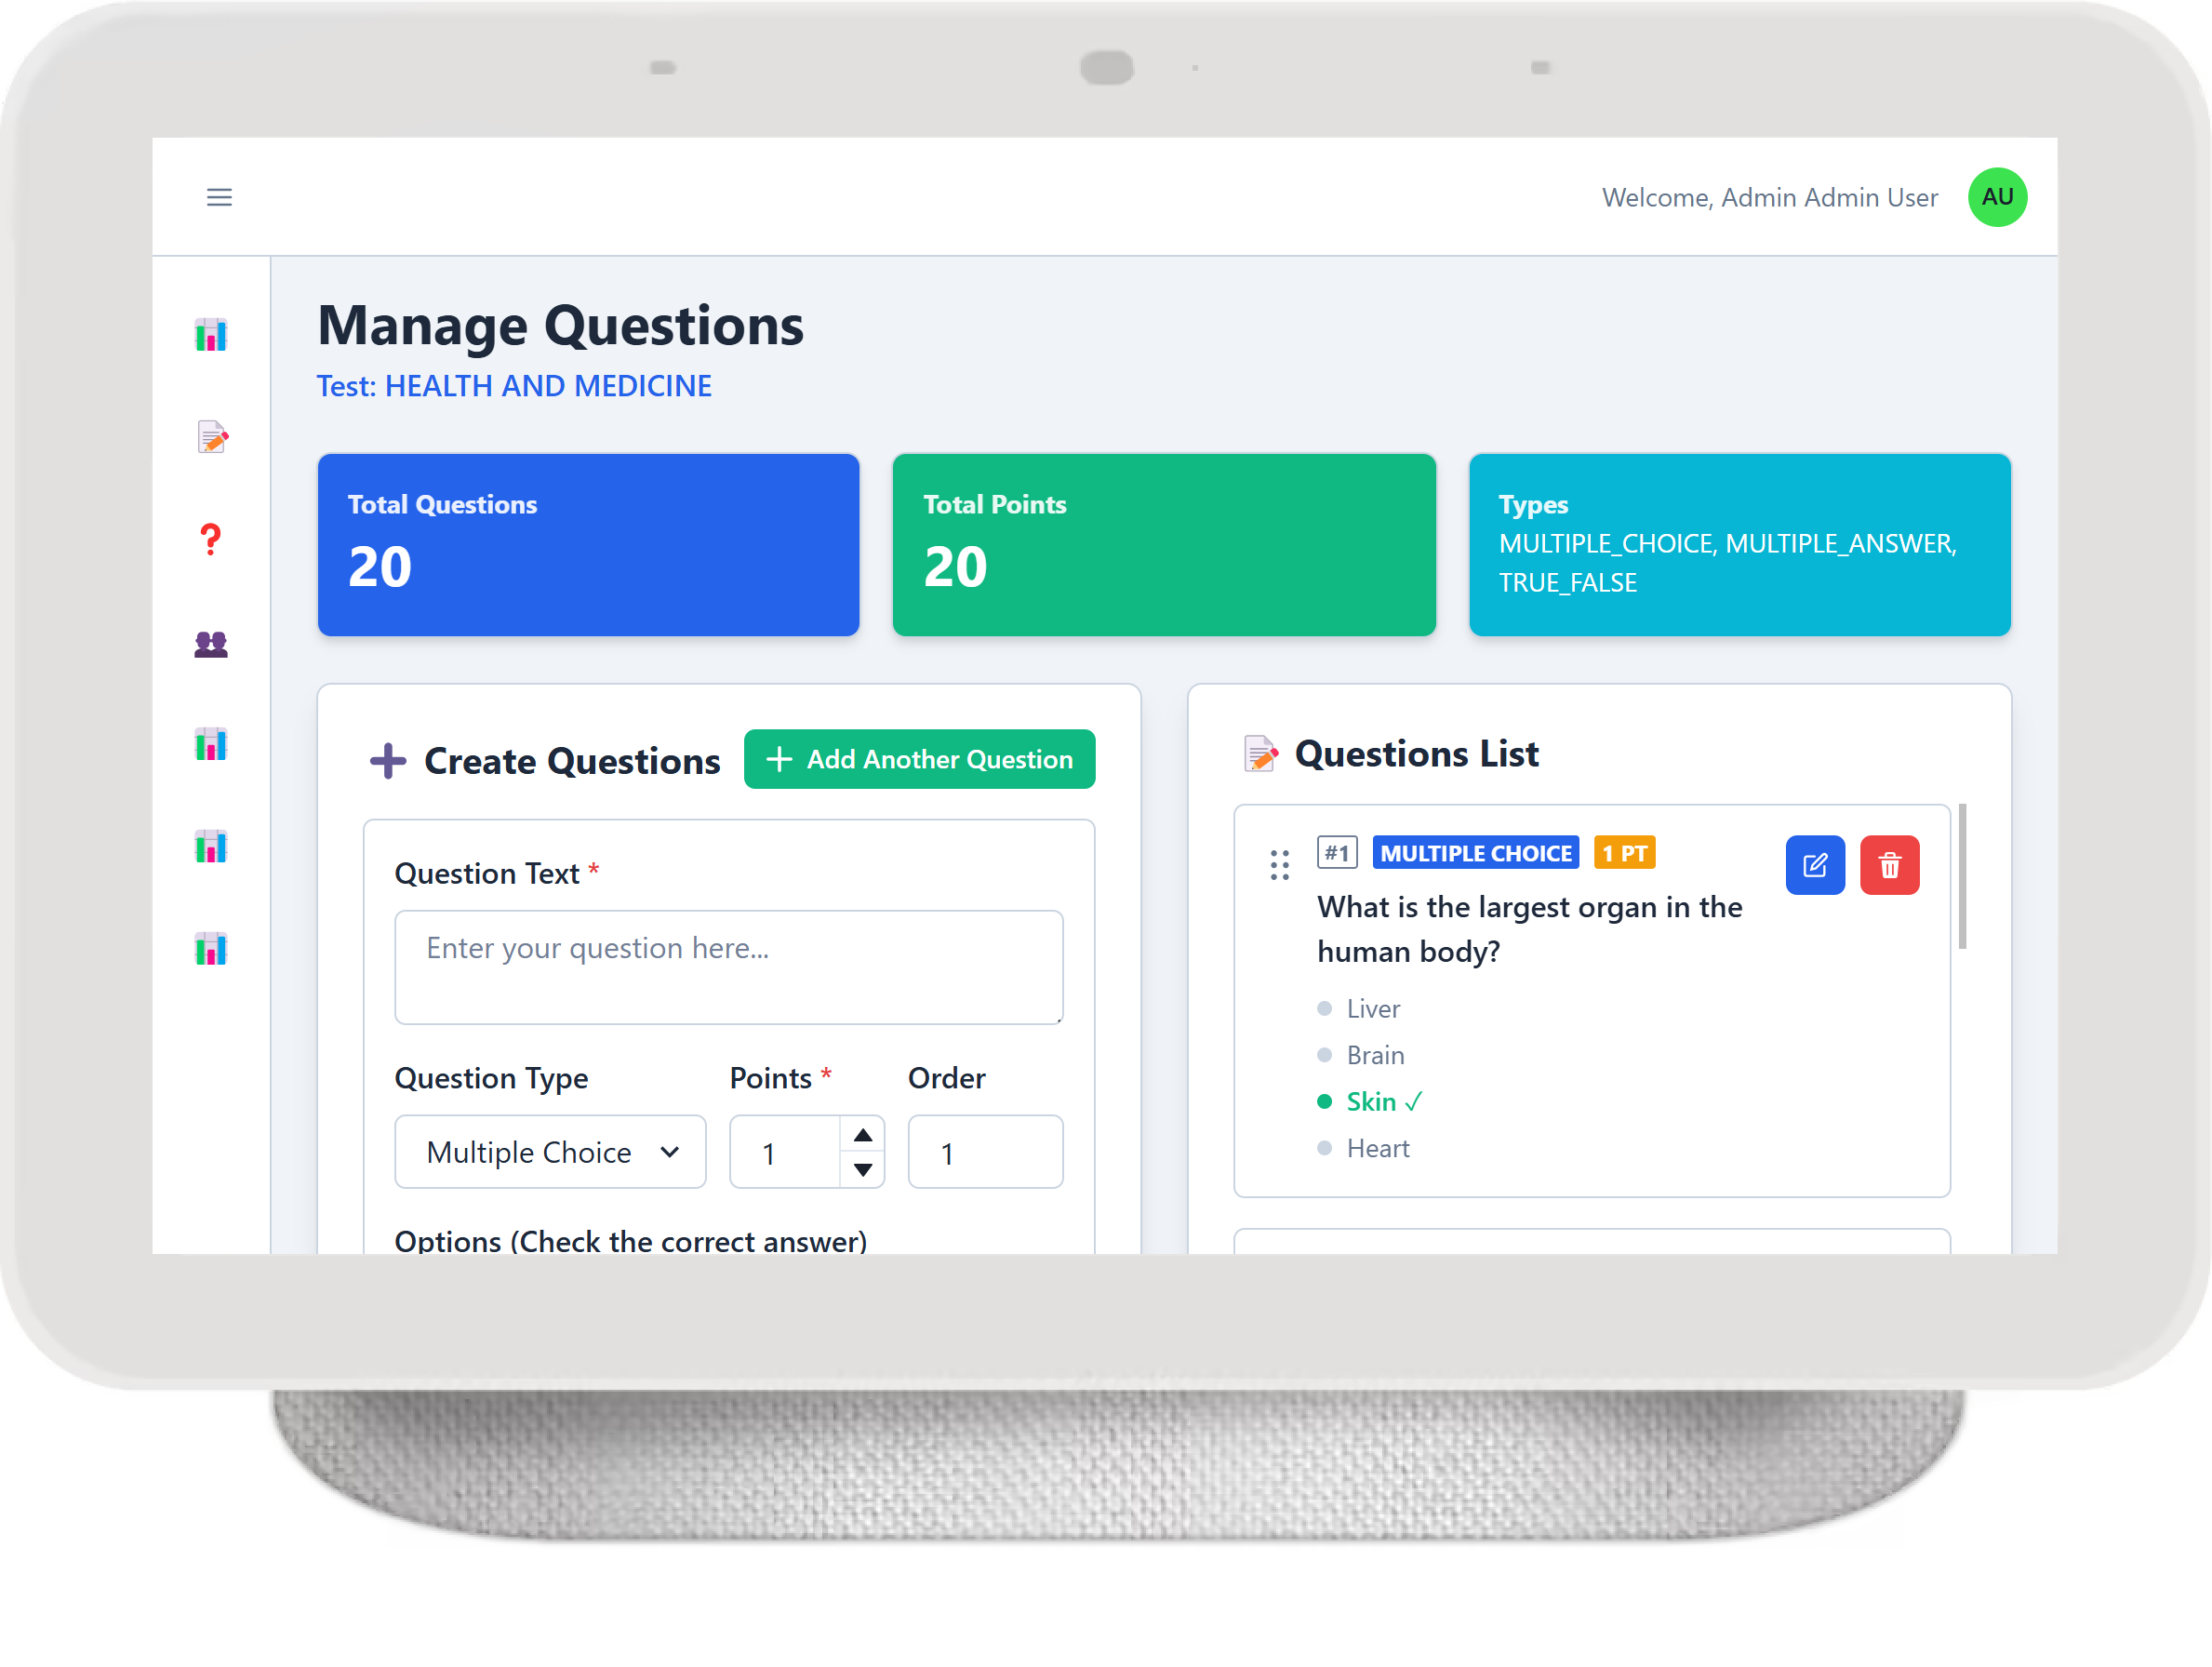 Welcome, Admin Admin User
AU
Manage Questions
Test: HEALTH AND MEDICINE
Total Questions
20
Total Points
20
Types
MULTIPLE_CHOICE, MULTIPLE_ANSWER,
TRUE_FALSE
Create Questions
Add Another Question
Question Text *
Enter your question here...
Question Type
Points *
Order
Multiple Choice
1
1
Options (Check the correct answer)
Questions List
#1
MULTIPLE CHOICE
1 PT
What is the largest organ in the
human body?
Liver
Brain
Skin ✓
Heart